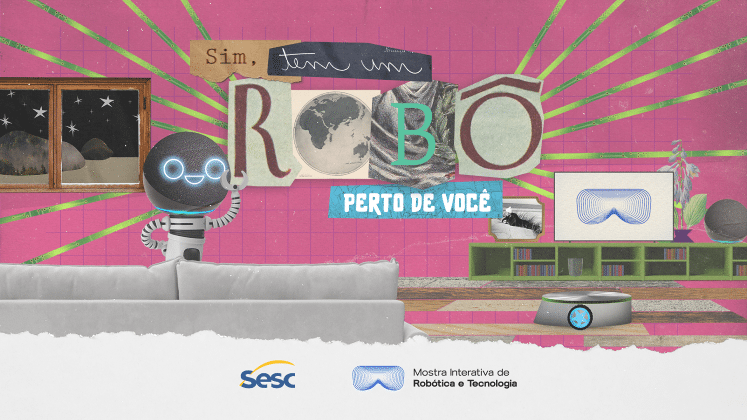 Sim, tem um
ROBÔ
PERTO DE VOCÊ
Sesc
Mostra Interativa de
Robótica e Tecnologia